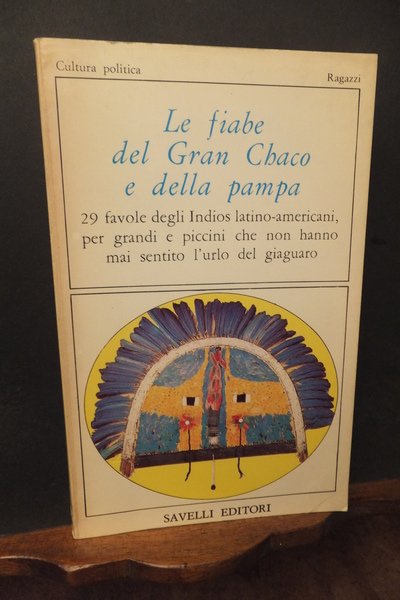 Cultura politica
Ragazzi
Le fiabe
del Gran Chaco
e della pampa
29 favole degli Indios latino-americani,
per grandi e piccini che non hanno
mai sentito l'urlo del giaguaro
SAVELLI EDITORI